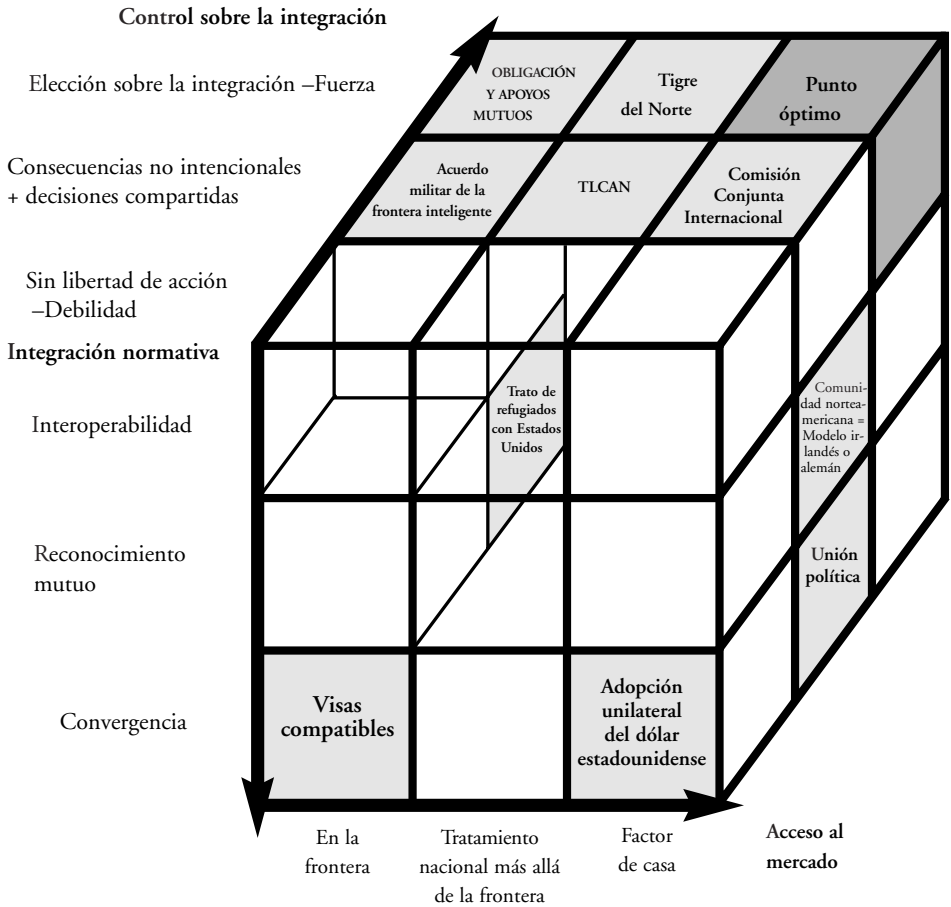 Control sobre la integración
Elección sobre la integración –Fuerza
OBLIGACIÓN
Y APOYOS
MUTUOS
Tigre
del Norte
Punto
óptimo
Consecuencias no intencionales
+ decisiones compartidas
Acuerdo
militar de la
frontera inteligente
TLCAN
Comisión
Conjunta
Internacional
Sin libertad de acción
–Debilidad
Integración normativa
Interoperabilidad
Trato de
refugiados
con Estados
Unidos
Comuni-
dad nortea-
mericana =
Modelo ir-
landés o
alemán
Reconocimiento
mutuo
Unión
política
Convergencia
Visas
compatibles
Adopción
unilateral
del dólar
estadounidense
En la
frontera
Tratamiento
nacional más allá
de la frontera
Factor
de casa
Acceso al
mercado